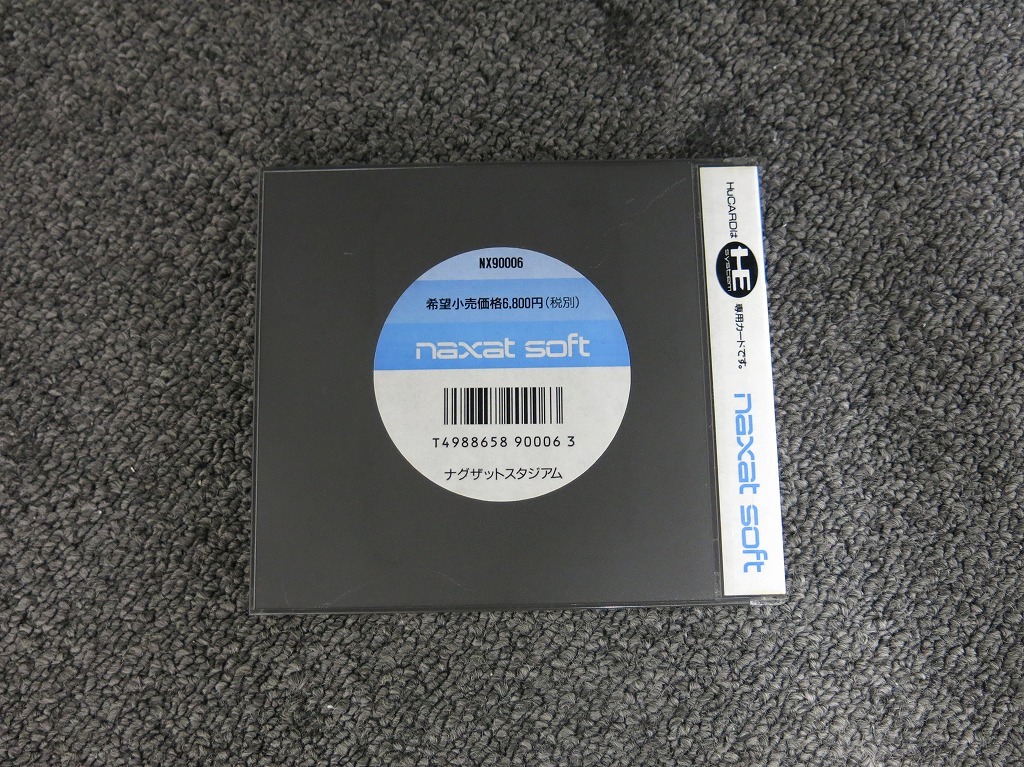 NX90006
希望小売価格6,800円(税別)
naxat soft
T4988658 90006 3
ナグザットスタジアム
HuCARDは
HE
SYSTEM
専用カードです。
naxat soft